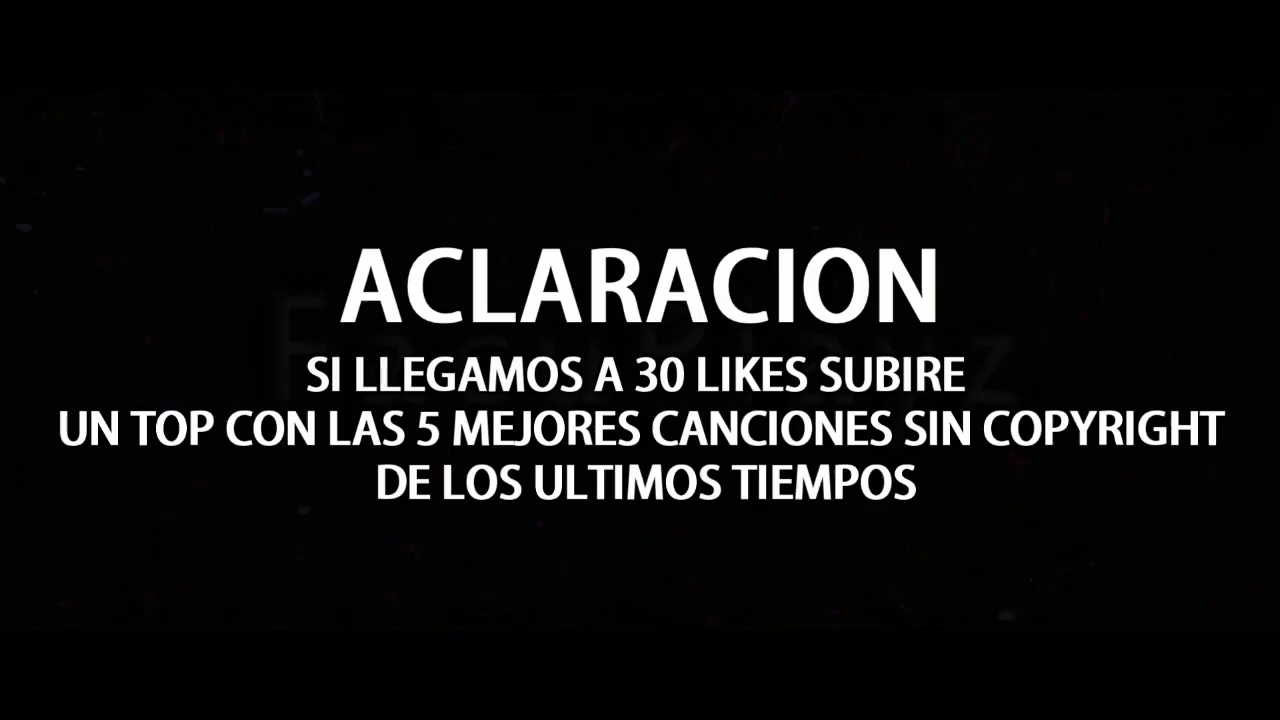 ACLARACION
SI LLEGAMOS A 30 LIKES SUBIRE
UN TOP CON LAS 5 MEJORES CANCIONES SIN COPYRIGHT
DE LOS ULTIMOS TIEMPOS